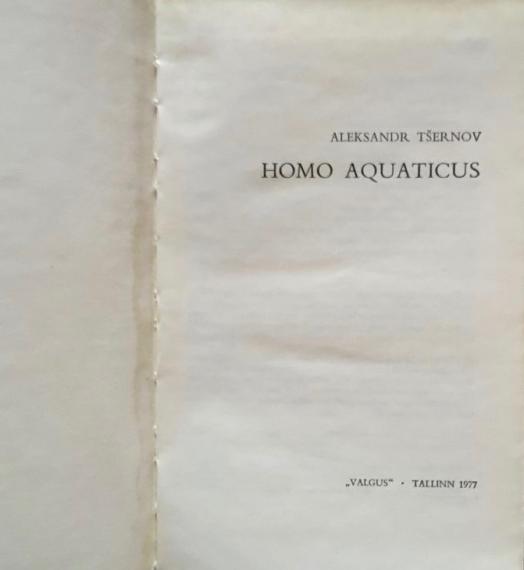 ALEKSANDR TŠERNOV
HOMO AQUATICUS
„VALGUS“ · TALLINN 1977